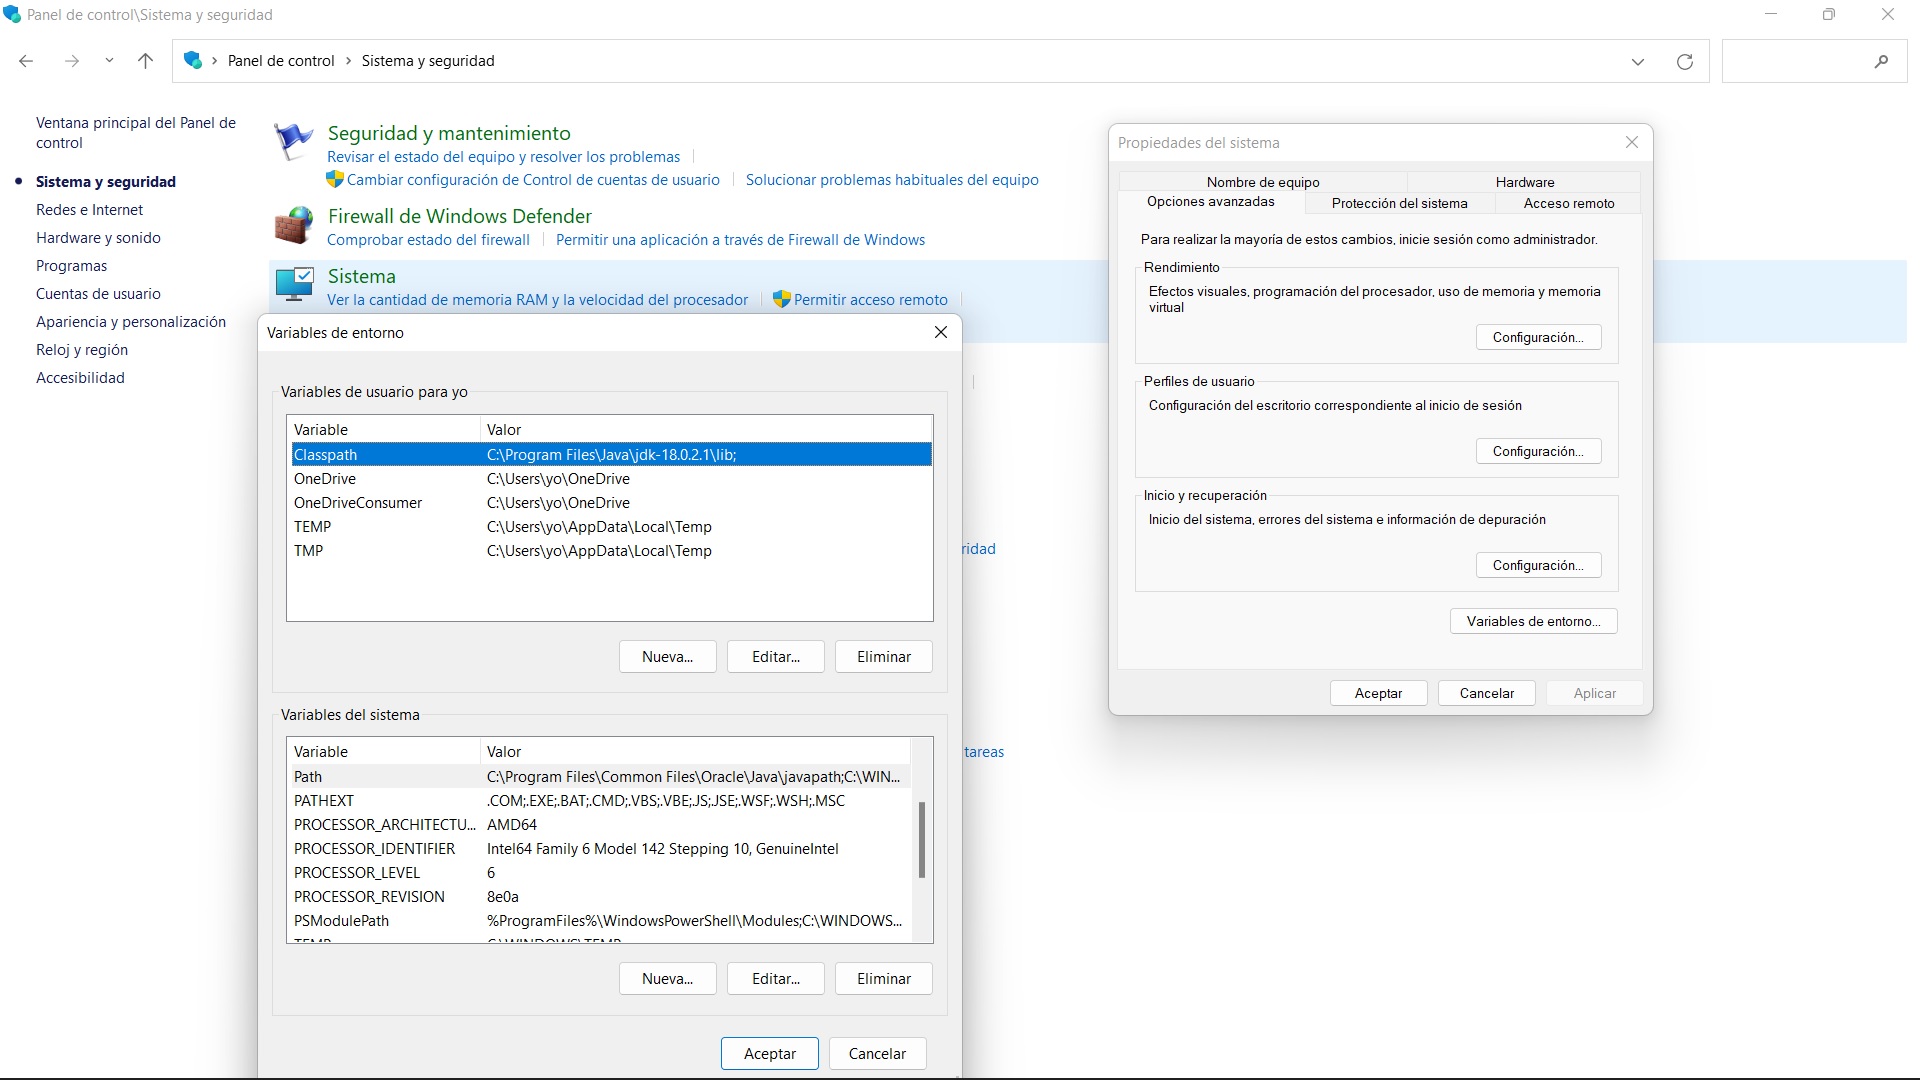 Panel de control\Sistema y seguridad
Panel de control > Sistema y seguridad
Ventana principal del Panel de
control
Sistema y seguridad
Redes e Internet
Hardware y sonido
Programas
Cuentas de usuario
Apariencia y personalización
Reloj y región
Accesibilidad
Seguridad y mantenimiento
Revisar el estado del equipo y resolver los problemas
Cambiar configuración de Control de cuentas de usuario
Solucionar problemas habituales del equipo
Firewall de Windows Defender
Comprobar estado del firewall
Permitir una aplicación a través de Firewall de Windows
Sistema
Ver la cantidad de memoria RAM y la velocidad del procesador
Permitir acceso remoto
ridad
tareas
Variables de entorno
Variables de usuario para yo
Variable Valor
Classpath C:\Program Files\Java\jdk-18.0.2.1\lib;
OneDrive C:\Users\yo\OneDrive
OneDriveConsumer C:\Users\yo\OneDrive
TEMP C:\Users\yo\AppData\Local\Temp
TMP C:\Users\yo\AppData\Local\Temp
Nueva... Editar... Eliminar
Variables del sistema
Variable Valor
Path C:\Program Files\Common Files\Oracle\Java\javapath;C:\WIN...
PATHEXT .COM;.EXE;.BAT;.CMD;.VBS;.VBE;.JS;.JSE;.WSF;.WSH;.MSC
PROCESSOR_ARCHITECTU... AMD64
PROCESSOR_IDENTIFIER Intel64 Family 6 Model 142 Stepping 10, GenuineIntel
PROCESSOR_LEVEL 6
PROCESSOR_REVISION 8e0a
PSModulePath %ProgramFiles%\WindowsPowerShell\Modules;C:\WINDOWS...
TEMP C:\WINDOWS\TEMP
Nueva... Editar... Eliminar
Aceptar Cancelar
Propiedades del sistema
Nombre de equipo Hardware
Opciones avanzadas Protección del sistema Acceso remoto
Para realizar la mayoría de estos cambios, inicie sesión como administrador.
Rendimiento
Efectos visuales, programación del procesador, uso de memoria y memoria
virtual
Configuración...
Perfiles de usuario
Configuración del escritorio correspondiente al inicio de sesión
Configuración...
Inicio y recuperación
Inicio del sistema, errores del sistema e información de depuración
Configuración...
Variables de entorno...
Aceptar Cancelar Aplicar